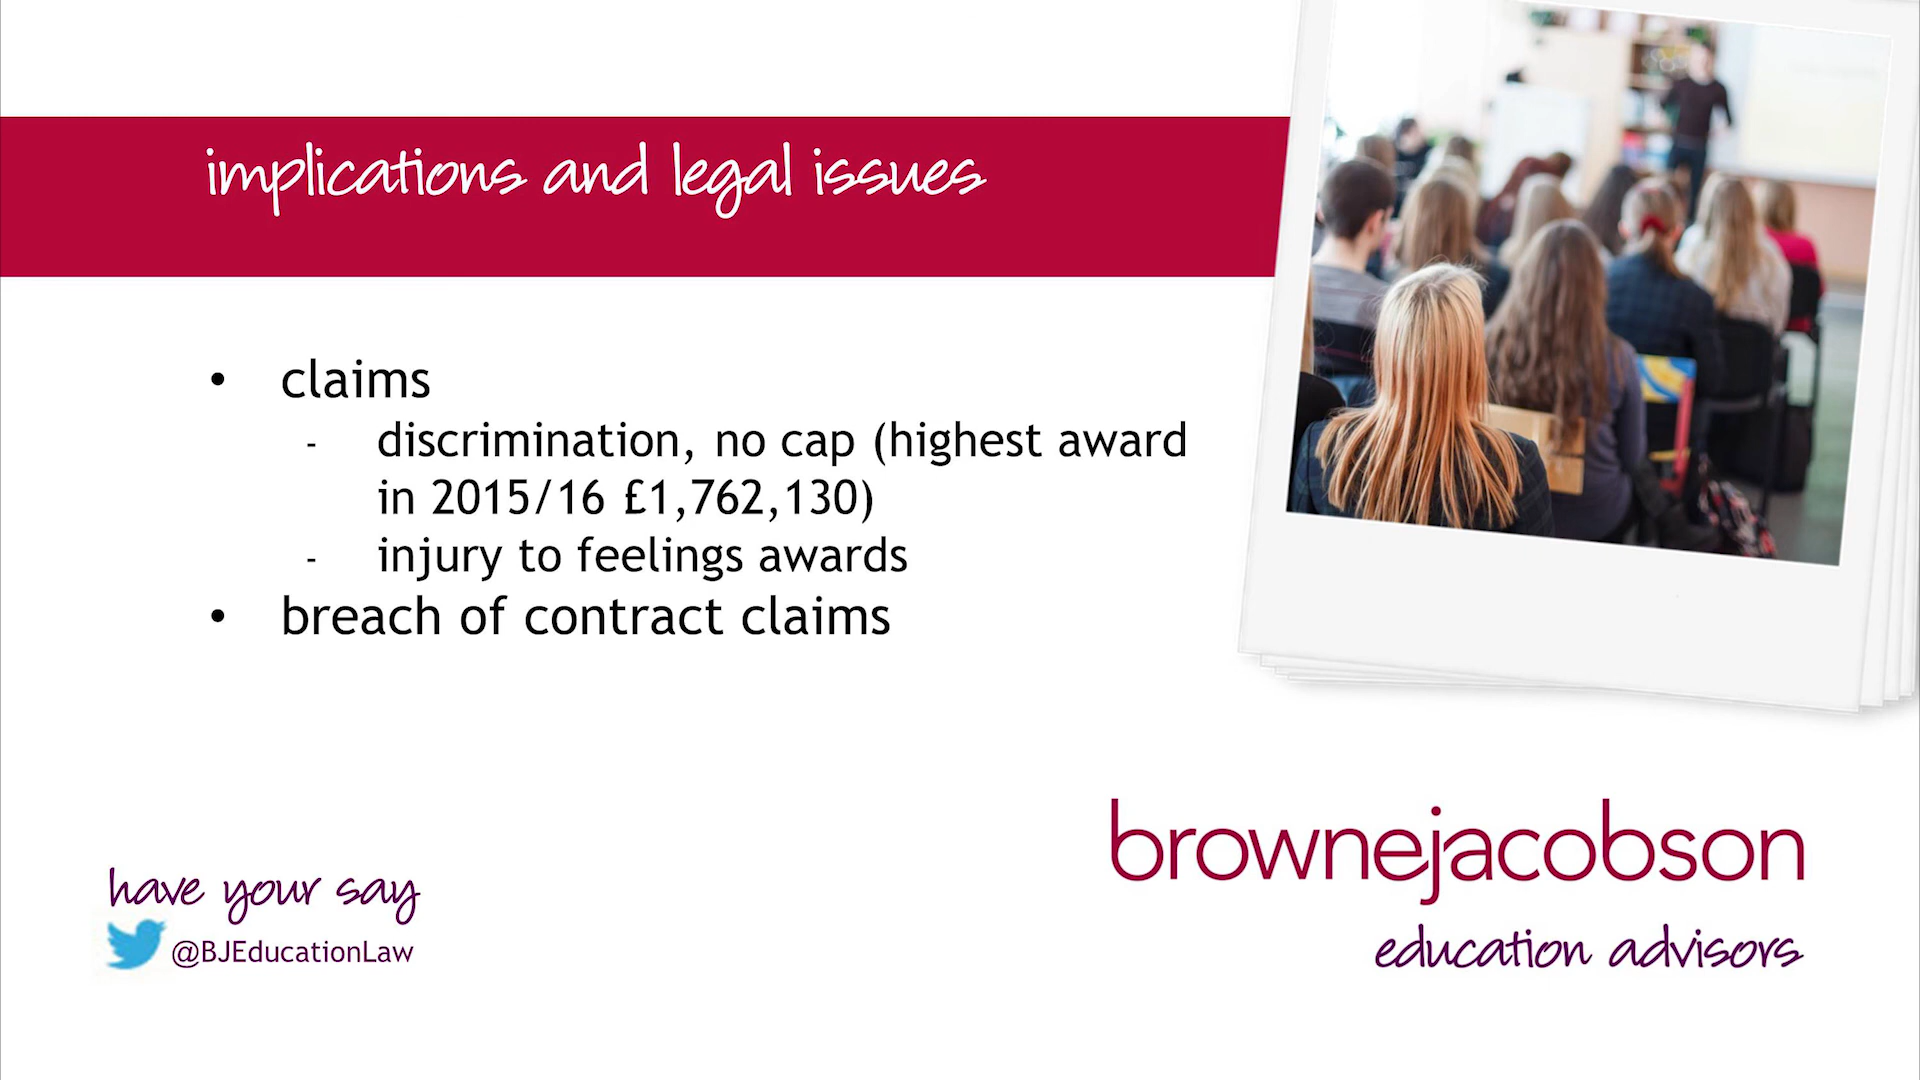 implications and legal issues
• claims
- discrimination, no cap (highest award
in 2015/16 £1,762,130)
- injury to feelings awards
• breach of contract claims
have your say
@BJEducationLaw
brownejacobson
education advisors